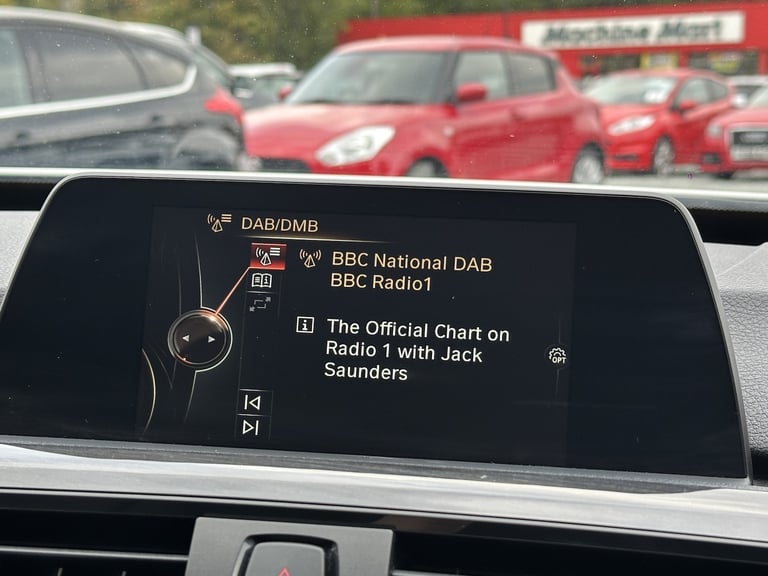 Machine Mart
DAB/DMB
BBC National DAB
BBC Radio1
The Official Chart on
Radio 1 with Jack
Saunders
OPT